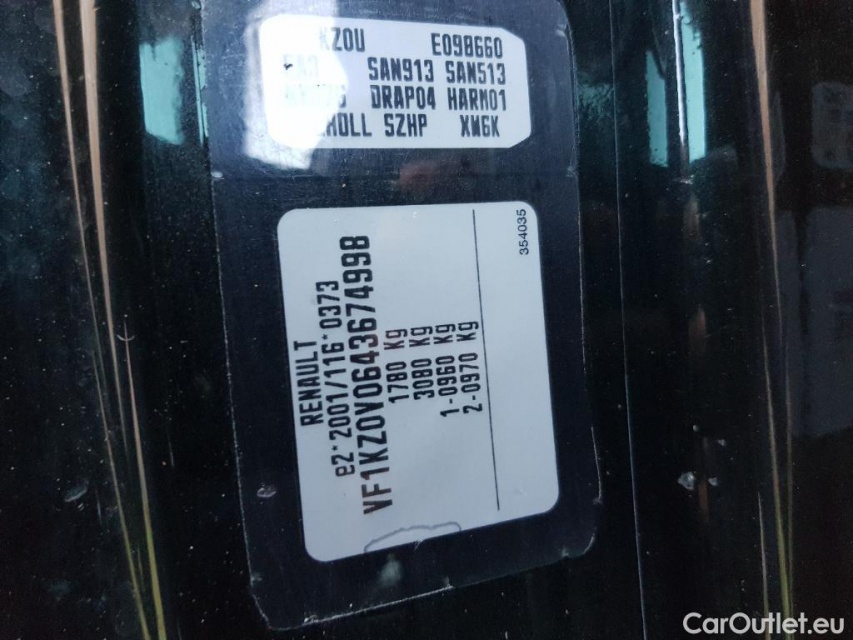 KZ0U E098660
SAN913 SAN513
DRAP04 HARM01
SZHP XW6K
354035
RENAULT
e2*2001/116*0373
VF1KZ0V0643674998
1780 Kg
3080 Kg
1-0960 Kg
2-0970 Kg
CarOutlet.eu